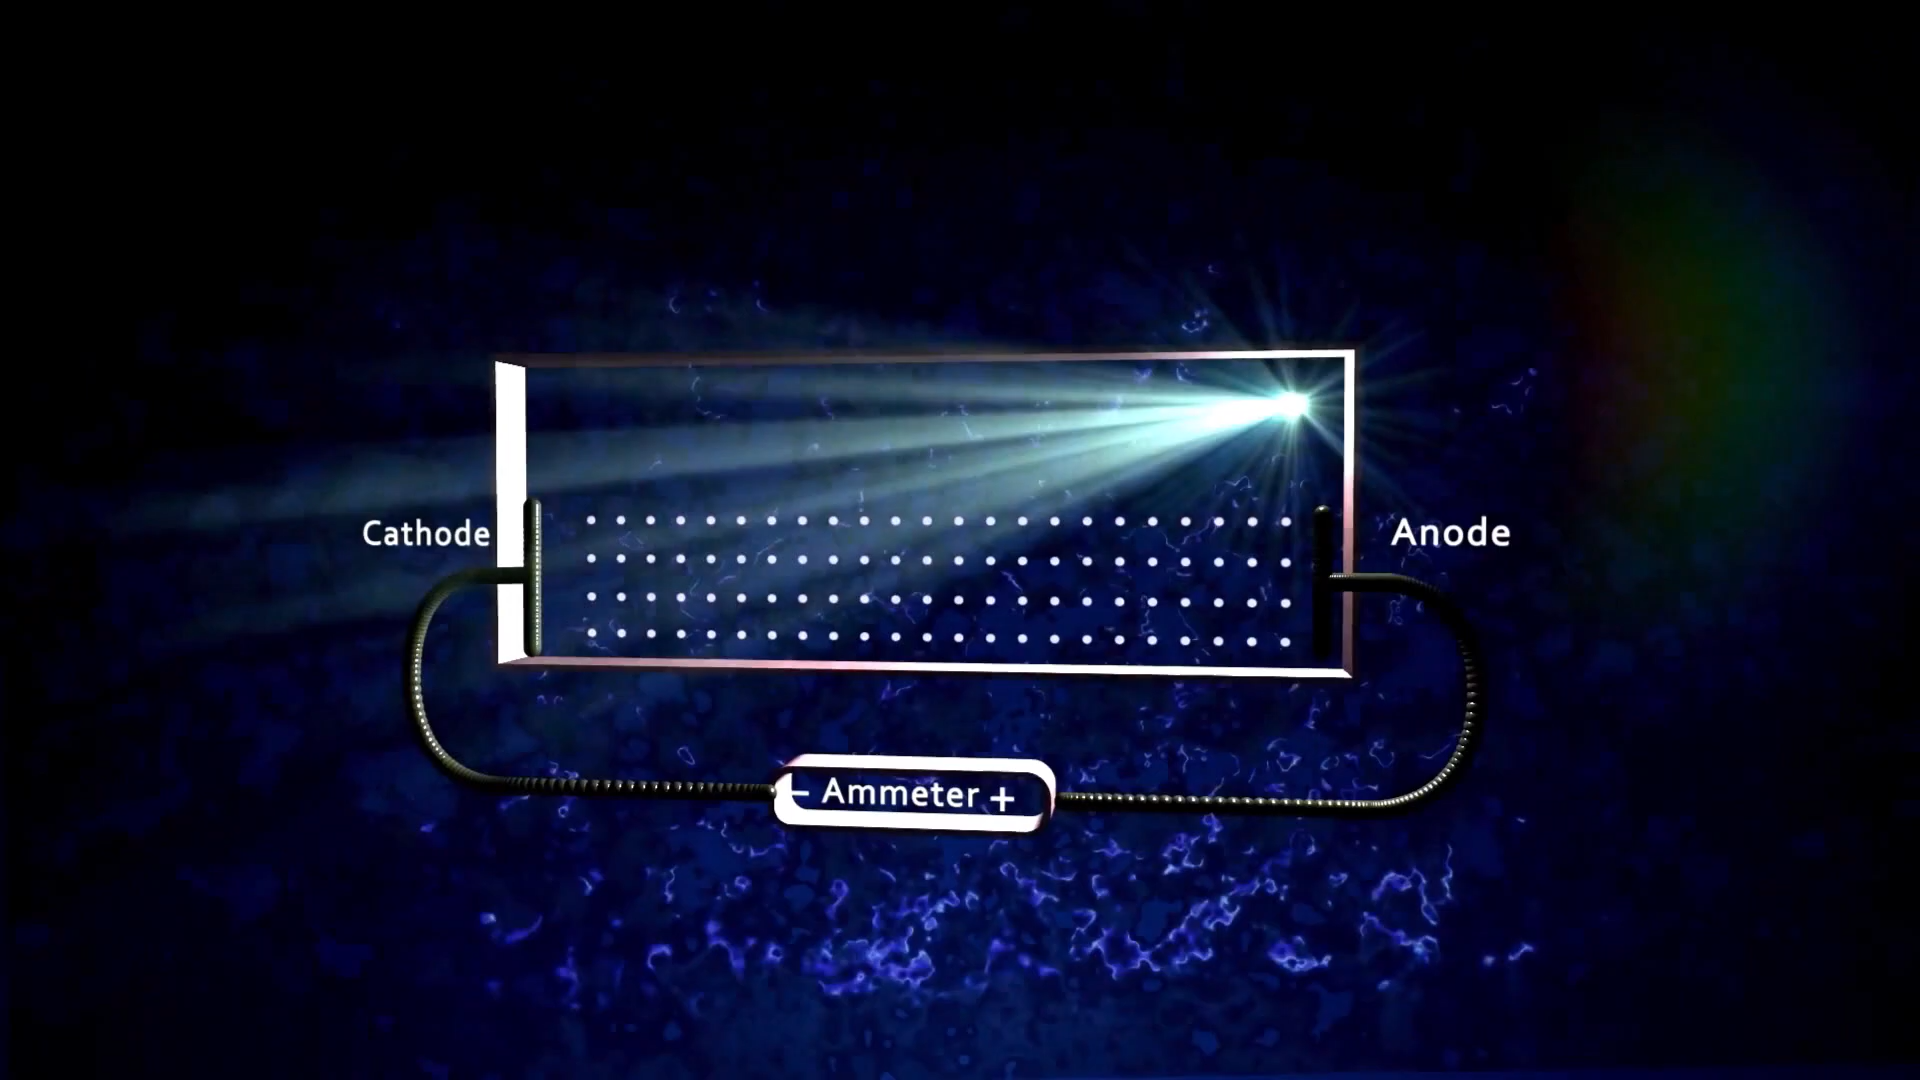 Cathode
Anode
– Ammeter +